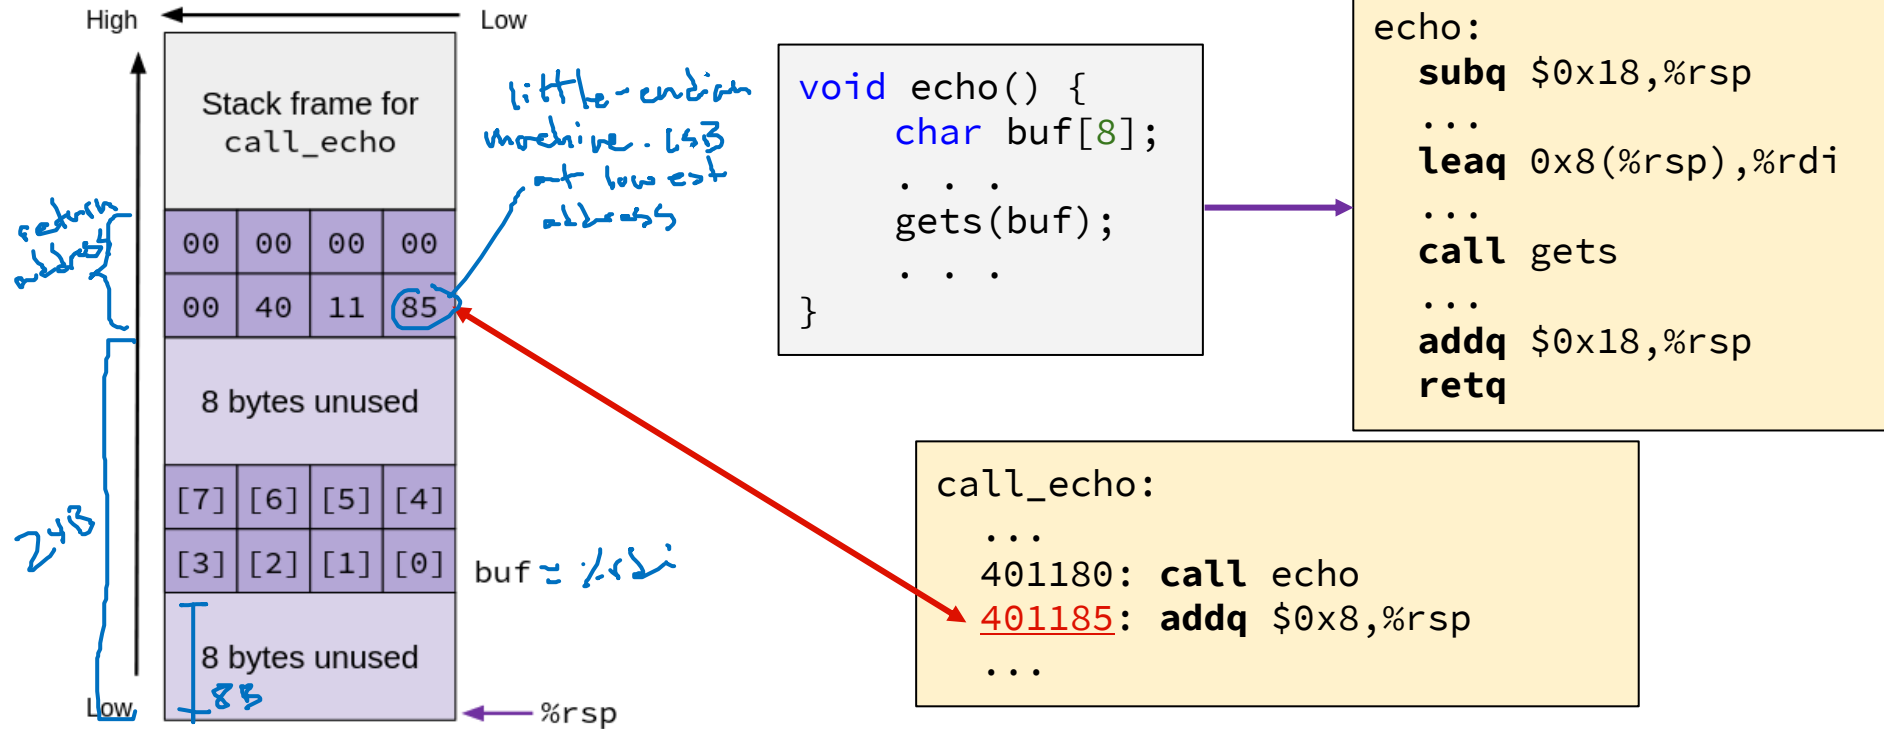 High
Low
Stack frame for
call_echo
little-endian
machine. LSB
at lowest
address
return
address
00 00 00 00
00 40 11 85
8 bytes unused
[7] [6] [5] [4]
[3] [2] [1] [0]
buf = %rdi
24B
8 bytes unused
8B
Low
%rsp
void echo() {
char buf[8];
. . .
gets(buf);
. . .
}
echo:
subq $0x18,%rsp
...
leaq 0x8(%rsp),%rdi
...
call gets
...
addq $0x18,%rsp
retq
call_echo:
...
401180: call echo
401185: addq $0x8,%rsp
...